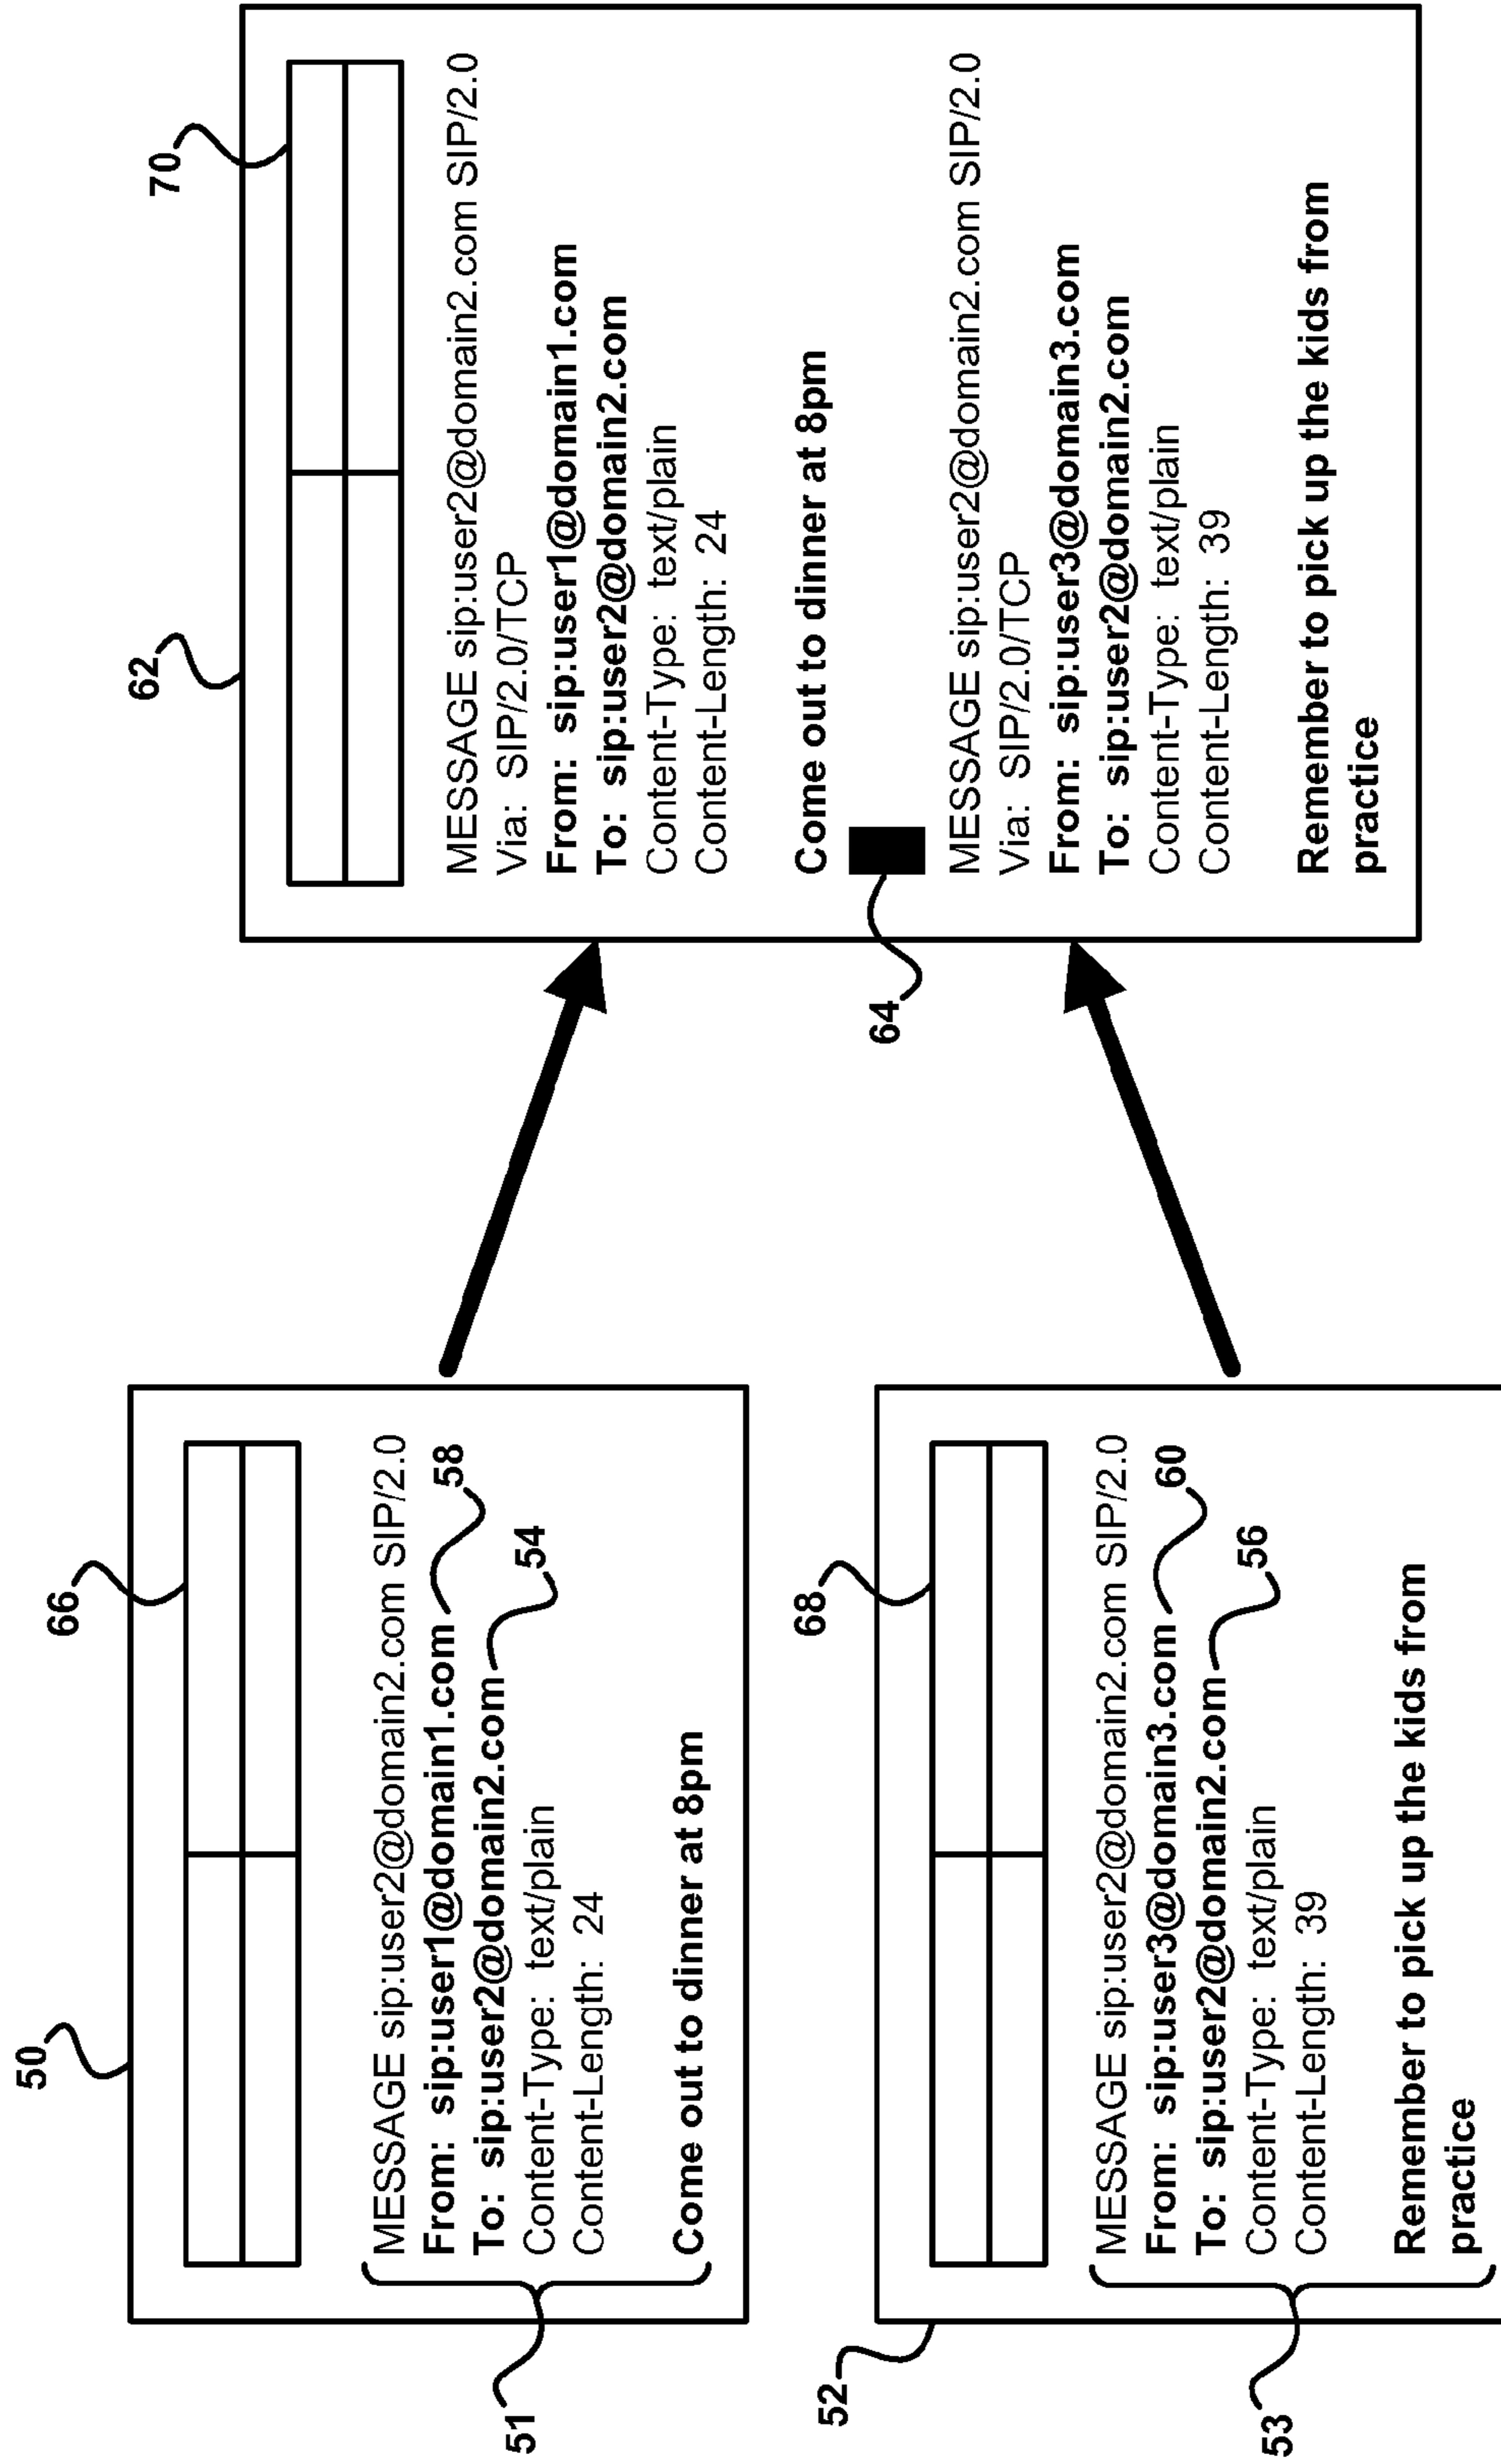 50
66
MESSAGE sip:user2@domain2.com SIP/2.0
From: sip:user1@domain1.com
58
To: sip:user2@domain2.com
54
Content-Type: text/plain
Content-Length: 24
Come out to dinner at 8pm
51
52
68
MESSAGE sip:user2@domain2.com SIP/2.0
From: sip:user3@domain3.com
60
To: sip:user2@domain2.com
56
Content-Type: text/plain
Content-Length: 39
Remember to pick up the kids from
practice
53
62
70
MESSAGE sip:user2@domain2.com SIP/2.0
Via: SIP/2.0/TCP
From: sip:user1@domain1.com
To: sip:user2@domain2.com
Content-Type: text/plain
Content-Length: 24
Come out to dinner at 8pm
64
MESSAGE sip:user2@domain2.com SIP/2.0
Via: SIP/2.0/TCP
From: sip:user3@domain3.com
To: sip:user2@domain2.com
Content-Type: text/plain
Content-Length: 39
Remember to pick up the kids from
practice